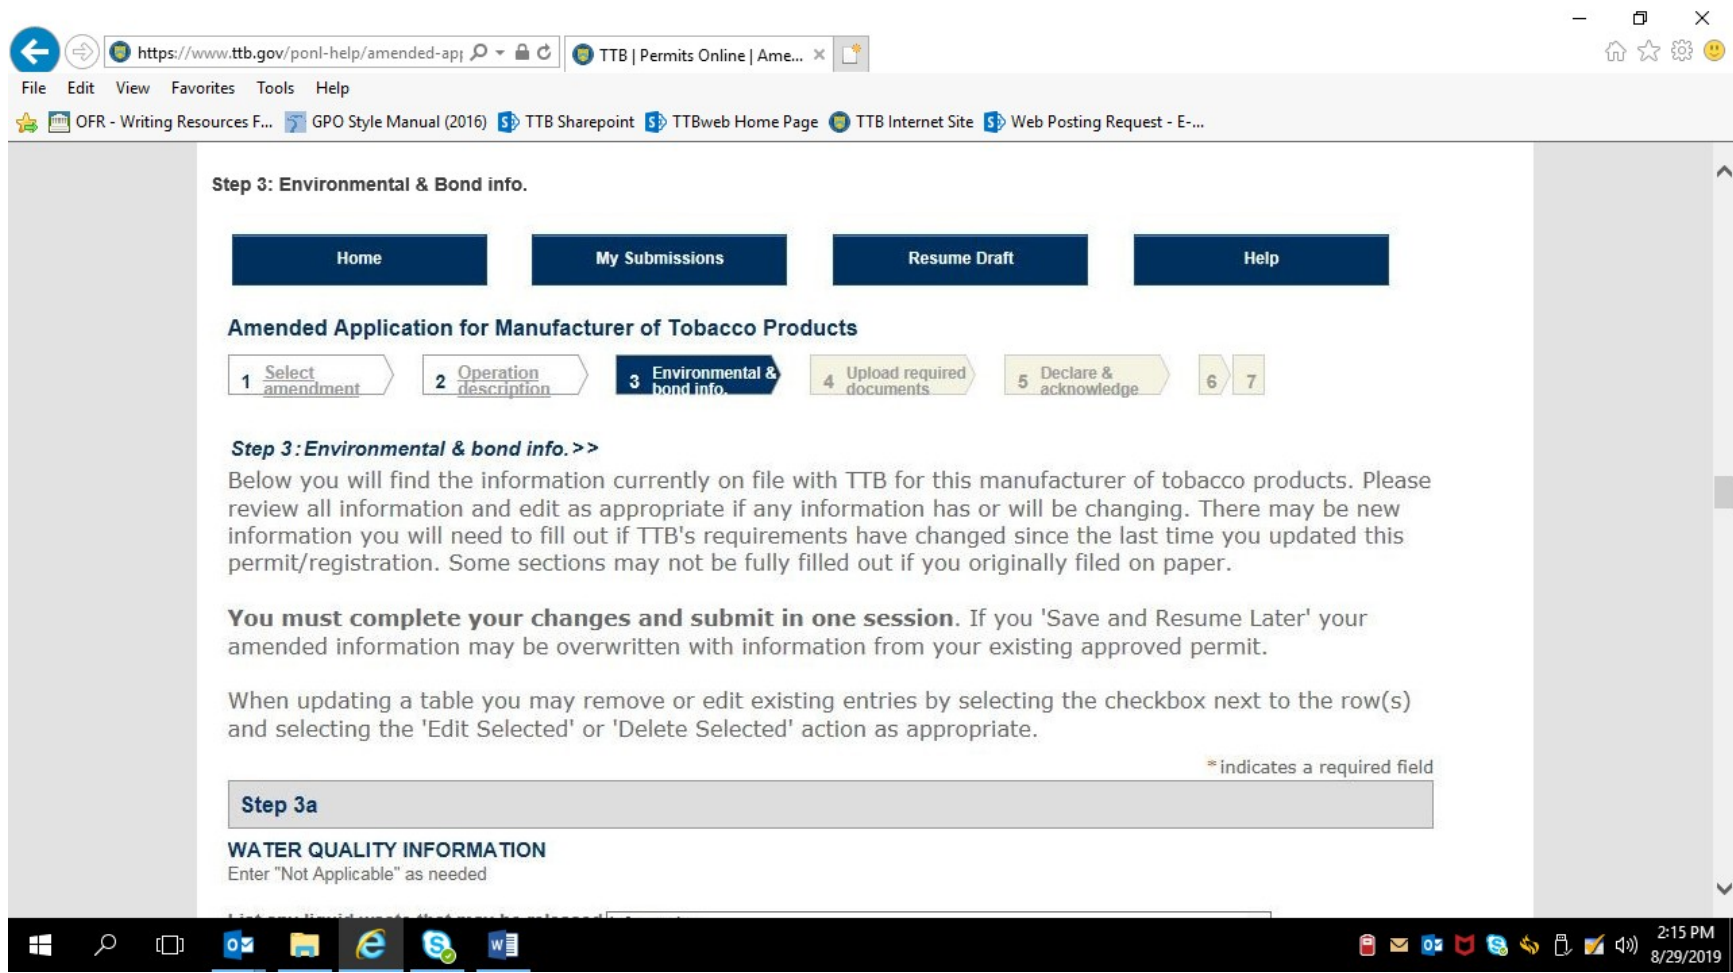 https://www.ttb.gov/ponl-help/amended-ap
TTB | Permits Online | Ame...
File Edit View Favorites Tools Help
OFR - Writing Resources F... GPO Style Manual (2016) TTB Sharepoint TTBweb Home Page TTB Internet Site Web Posting Request - E-...
Step 3: Environmental & Bond info.
Home My Submissions Resume Draft Help
Amended Application for Manufacturer of Tobacco Products
1 Select amendment 2 Operation description 3 Environmental & bond info. 4 Upload required documents 5 Declare & acknowledge 6 7
Step 3:Environmental & bond info.>>
Below you will find the information currently on file with TTB for this manufacturer of tobacco products. Please
review all information and edit as appropriate if any information has or will be changing. There may be new
information you will need to fill out if TTB's requirements have changed since the last time you updated this
permit/registration. Some sections may not be fully filled out if you originally filed on paper.
You must complete your changes and submit in one session. If you 'Save and Resume Later' your
amended information may be overwritten with information from your existing approved permit.
When updating a table you may remove or edit existing entries by selecting the checkbox next to the row(s)
and selecting the 'Edit Selected' or 'Delete Selected' action as appropriate.
*indicates a required field
Step 3a
WATER QUALITY INFORMATION
Enter "Not Applicable" as needed
List any liquid waste that may be released
2:15 PM
8/29/2019